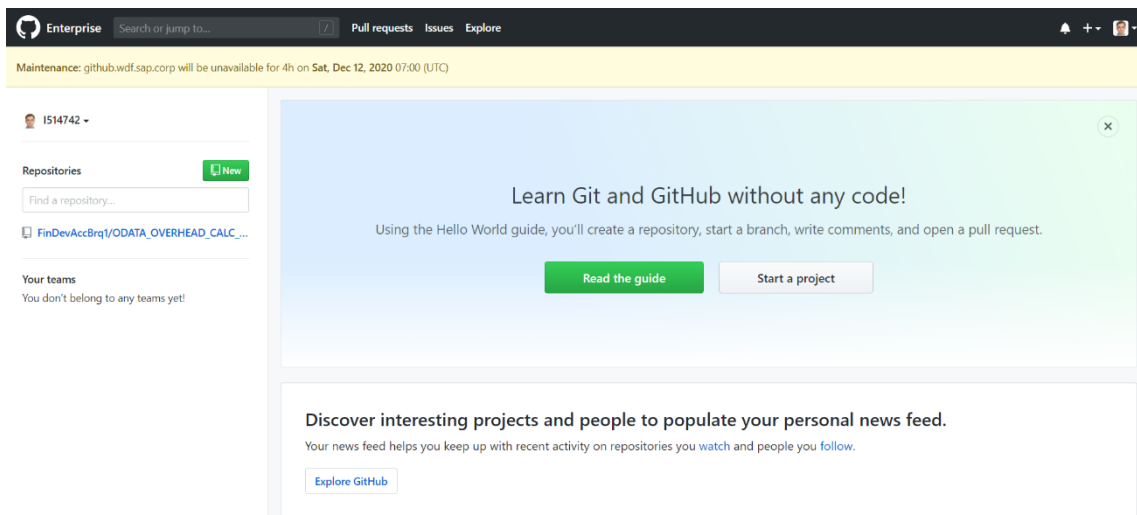 Enterprise Search or jump to... / Pull requests Issues Explore
Maintenance: github.wdf.sap.corp will be unavailable for 4h on Sat, Dec 12, 2020 07:00 (UTC)
I514742
Repositories New
Find a repository...
FinDevAccBrq1/ODATA_OVERHEAD_CALC_...
Your teams
You don't belong to any teams yet!
Learn Git and GitHub without any code!
Using the Hello World guide, you'll create a repository, start a branch, write comments, and open a pull request.
Read the guide Start a project
Discover interesting projects and people to populate your personal news feed.
Your news feed helps you keep up with recent activity on repositories you watch and people you follow.
Explore GitHub